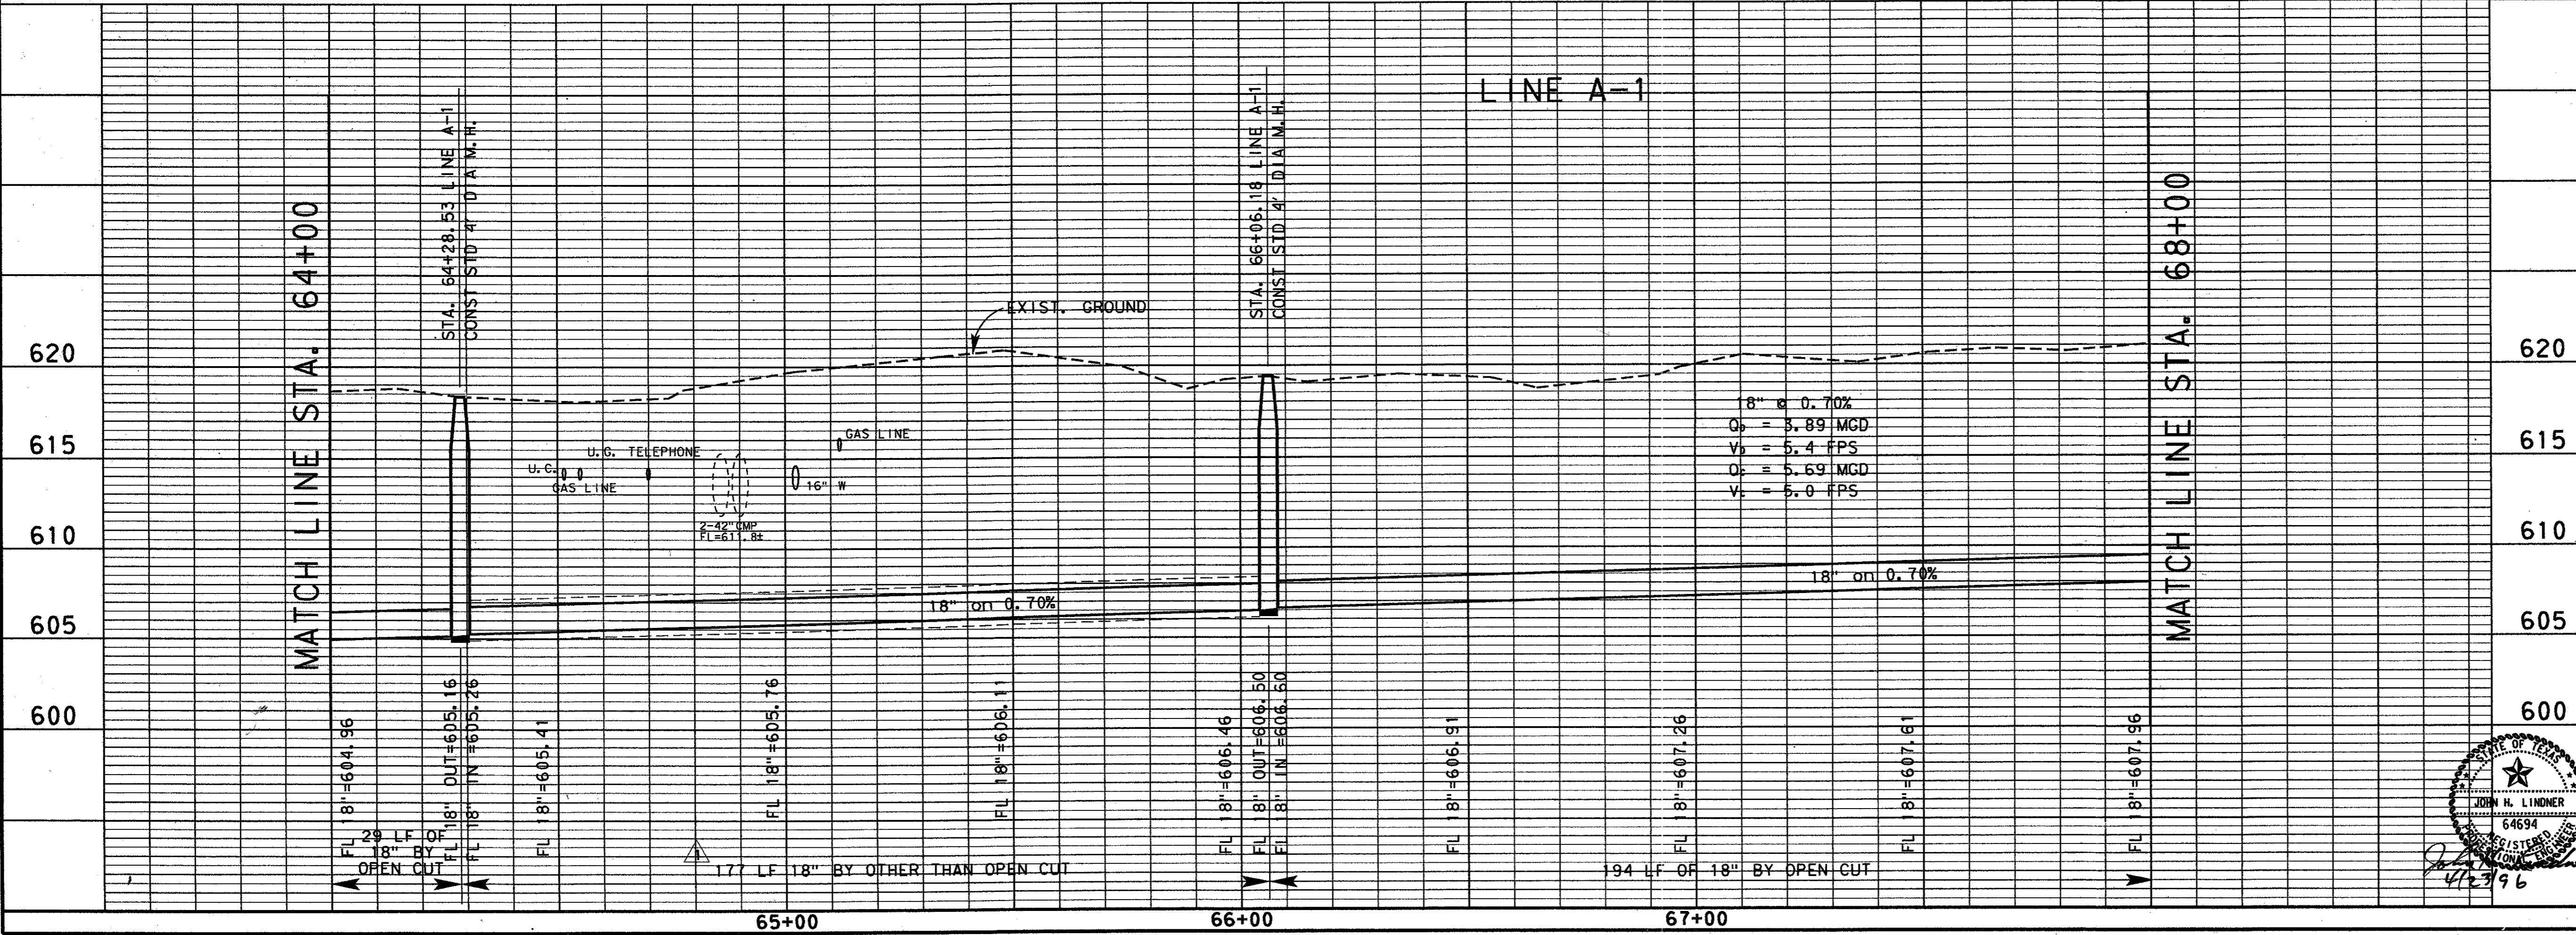 LINE A-1
MATCH LINE STA. 64+00
STA. 64+28.53 LINE A-1
CONST STD 4' DIA M.H.
EXIST. GROUND
STA. 66+06.18 LINE A-1
CONST STD 4' DIA M.H.
MATCH LINE STA. 68+00
620
615
610
605
600
620
615
610
605
600
U.C.
GAS LINE
U.G. TELEPHONE
2-42" CMP
FL=611.8±
16" W
GAS LINE
18" @ 0.70%
= 3.89 MGD
= 5.4 FPS
= 5.69 MGD
= 5.0 FPS
18" on 0.70%
18" on 0.70%
FL 18"=604.96
FL 18" OUT=605.16
FL 18" IN =605.26
FL 18"=605.41
FL 18"=605.76
FL 18"=606.11
FL 18"=606.46
FL 18" OUT=606.50
FL 18" IN =606.60
FL 18"=606.91
FL 18"=607.26
FL 18"=607.61
FL 18"=607.96
29 LF OF
18" BY
OPEN CUT
1
177 LF 18" BY OTHER THAN OPEN CUT
194 LF OF 18" BY OPEN CUT
65+00
66+00
67+00
STATE OF TEXAS
JOHN H. LINDNER
64694
REGISTERED
PROFESSIONAL ENGINEER
4/23/96